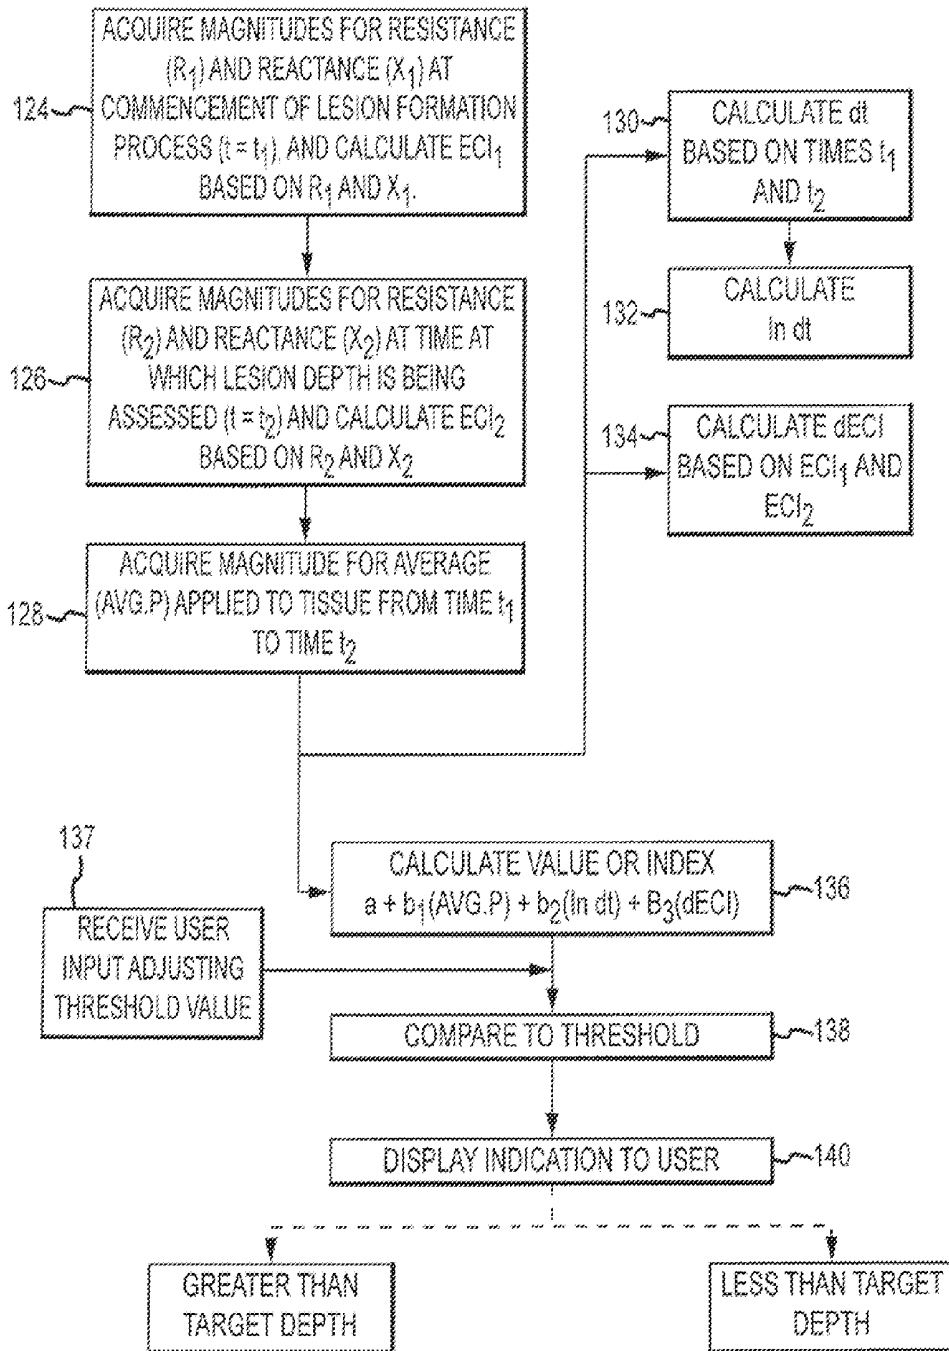 ACQUIRE MAGNITUDES FOR RESISTANCE
(R1) AND REACTANCE (X1) AT
COMMENCEMENT OF LESION FORMATION
PROCESS (t = t1), AND CALCULATE ECI1
BASED ON R1 AND X1.
124
ACQUIRE MAGNITUDES FOR RESISTANCE
(R2) AND REACTANCE (X2) AT TIME AT
WHICH LESION DEPTH IS BEING
ASSESSED (t = t2) AND CALCULATE ECI2
BASED ON R2 AND X2
126
ACQUIRE MAGNITUDE FOR AVERAGE
(AVG.P) APPLIED TO TISSUE FROM TIME t1
TO TIME t2
128
130
CALCULATE dt
BASED ON TIMES t1
AND t2
132
CALCULATE
ln dt
134
CALCULATE dECI
BASED ON ECI1 AND
ECI2
CALCULATE VALUE OR INDEX
a + b1(AVG.P) + b2(ln dt) + B3(dECI)
136
137
RECEIVE USER
INPUT ADJUSTING
THRESHOLD VALUE
COMPARE TO THRESHOLD
138
DISPLAY INDICATION TO USER
140
GREATER THAN
TARGET DEPTH
LESS THAN TARGET
DEPTH